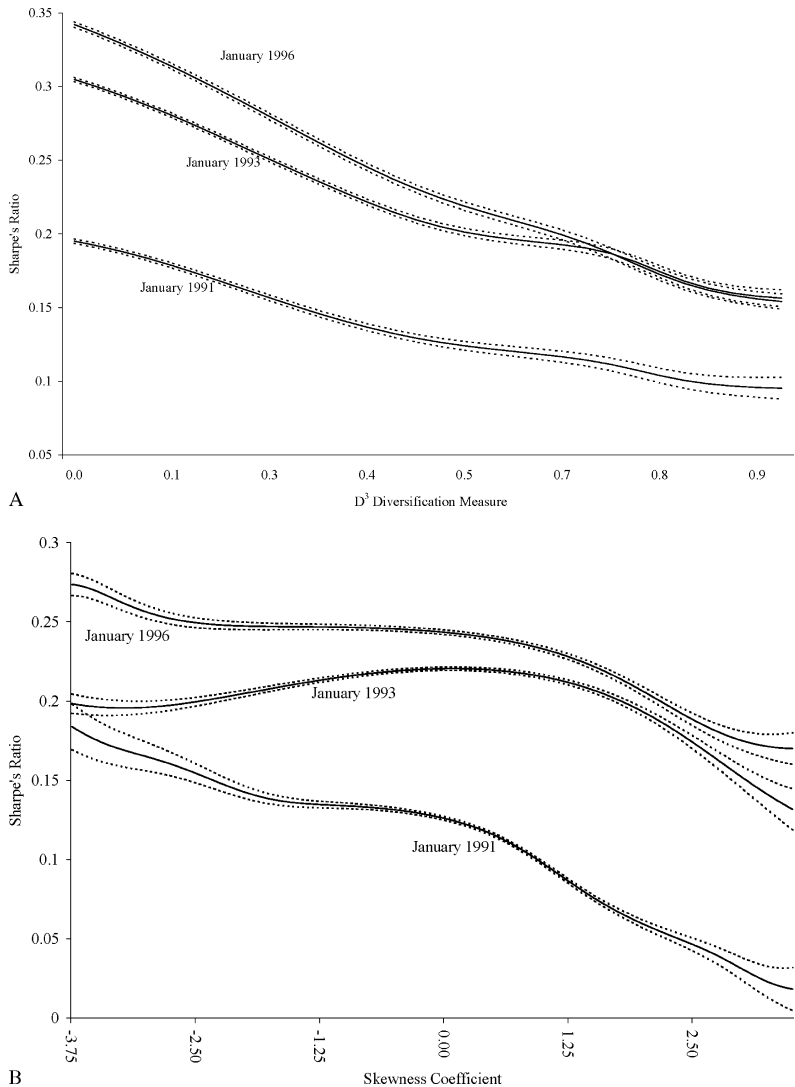 0.35
January 1996
0.3
0.25
January 1993
Sharpe's Ratio
0.2
0.15
January 1991
0.1
0.05
0.0 0.1 0.3 0.4 0.5 0.7 0.8 0.9
A
D³ Diversification Measure
0.3
0.25
January 1996
0.2
January 1993
Sharpe's Ratio
0.15
0.1
January 1991
0.05
0
-3.75 -2.50 -1.25 0.00 1.25 2.50
B
Skewness Coefficient